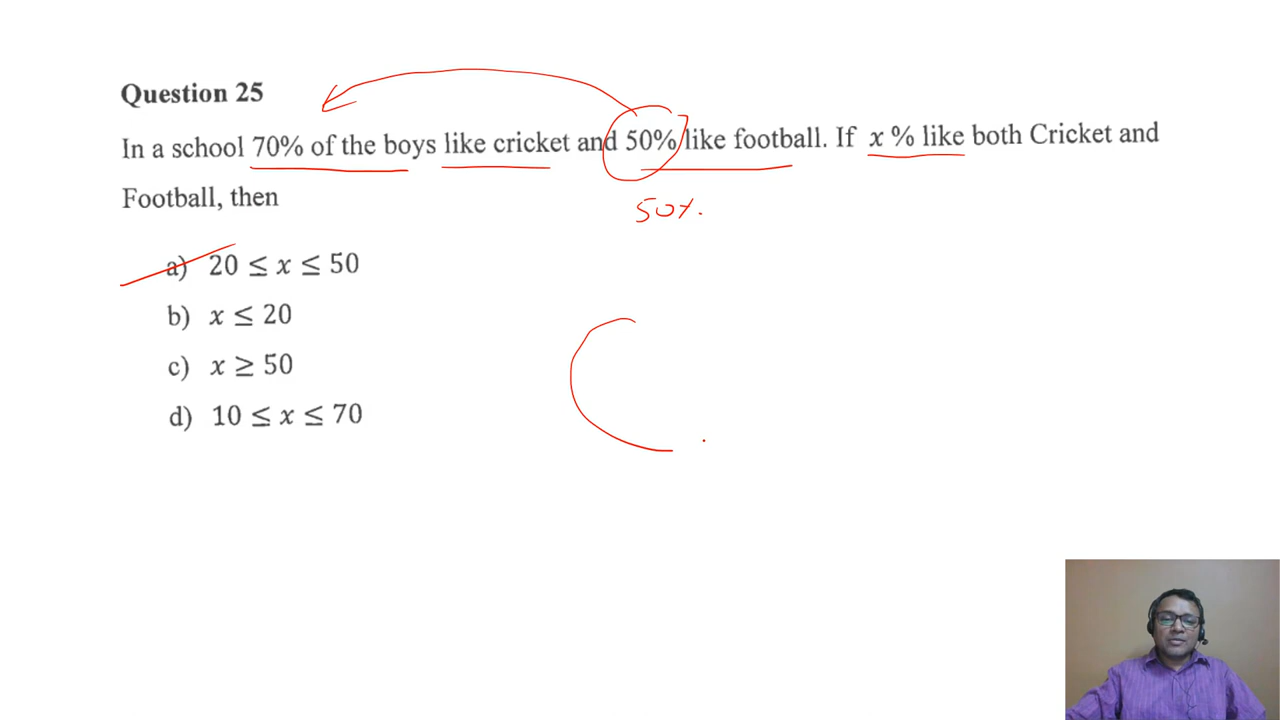 Question 25
In a school 70% of the boys like cricket and 50% like football. If x % like both Cricket and
Football, then
50%.
a) 20 ≤ x ≤ 50
b) x ≤ 20
c) x ≥ 50
d) 10 ≤ x ≤ 70